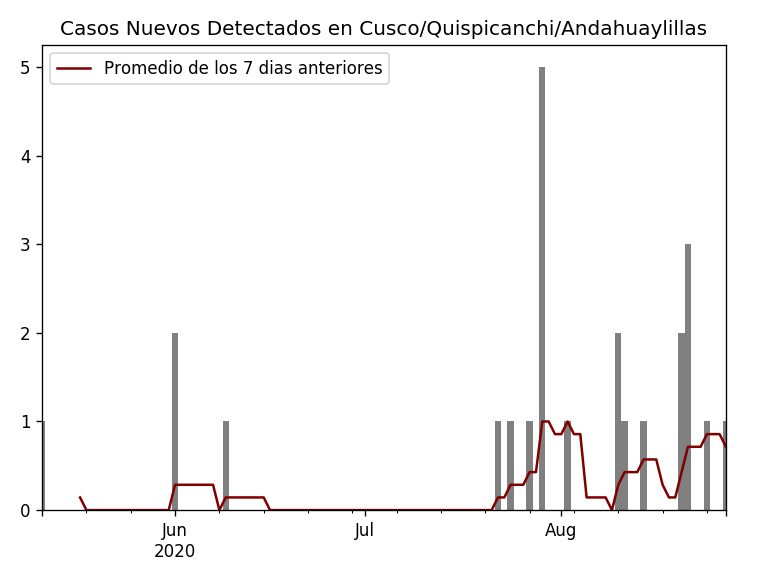 Casos Nuevos Detectados en Cusco/Quispicanchi/Andahuaylillas
Promedio de los 7 dias anteriores
5
4
3
2
1
0
Jun
2020
Jul
Aug